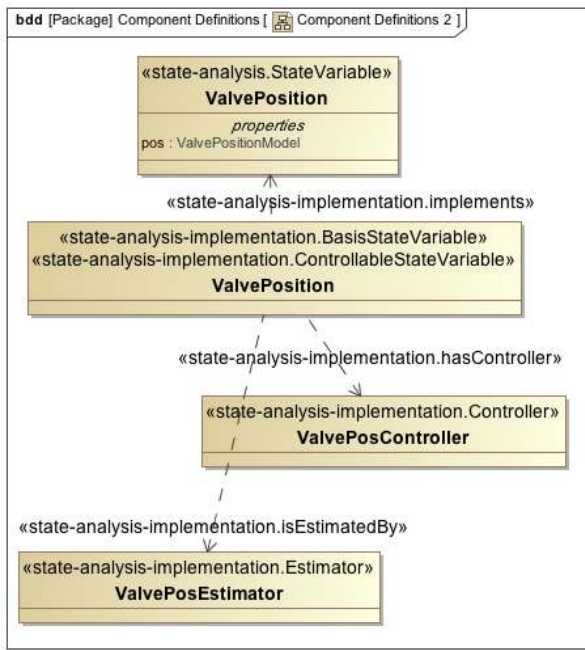 bdd [Package] Component Definitions [ Component Definitions 2 ]
«state-analysis.StateVariable»
ValvePosition
properties
pos : ValvePositionModel
«state-analysis-implementation.implements»
«state-analysis-implementation.BasisStateVariable»
«state-analysis-implementation.ControllableStateVariable»
ValvePosition
«state-analysis-implementation.hasController»
«state-analysis-implementation.Controller»
ValvePosController
«state-analysis-implementation.isEstimatedBy»
«state-analysis-implementation.Estimator»
ValvePosEstimator